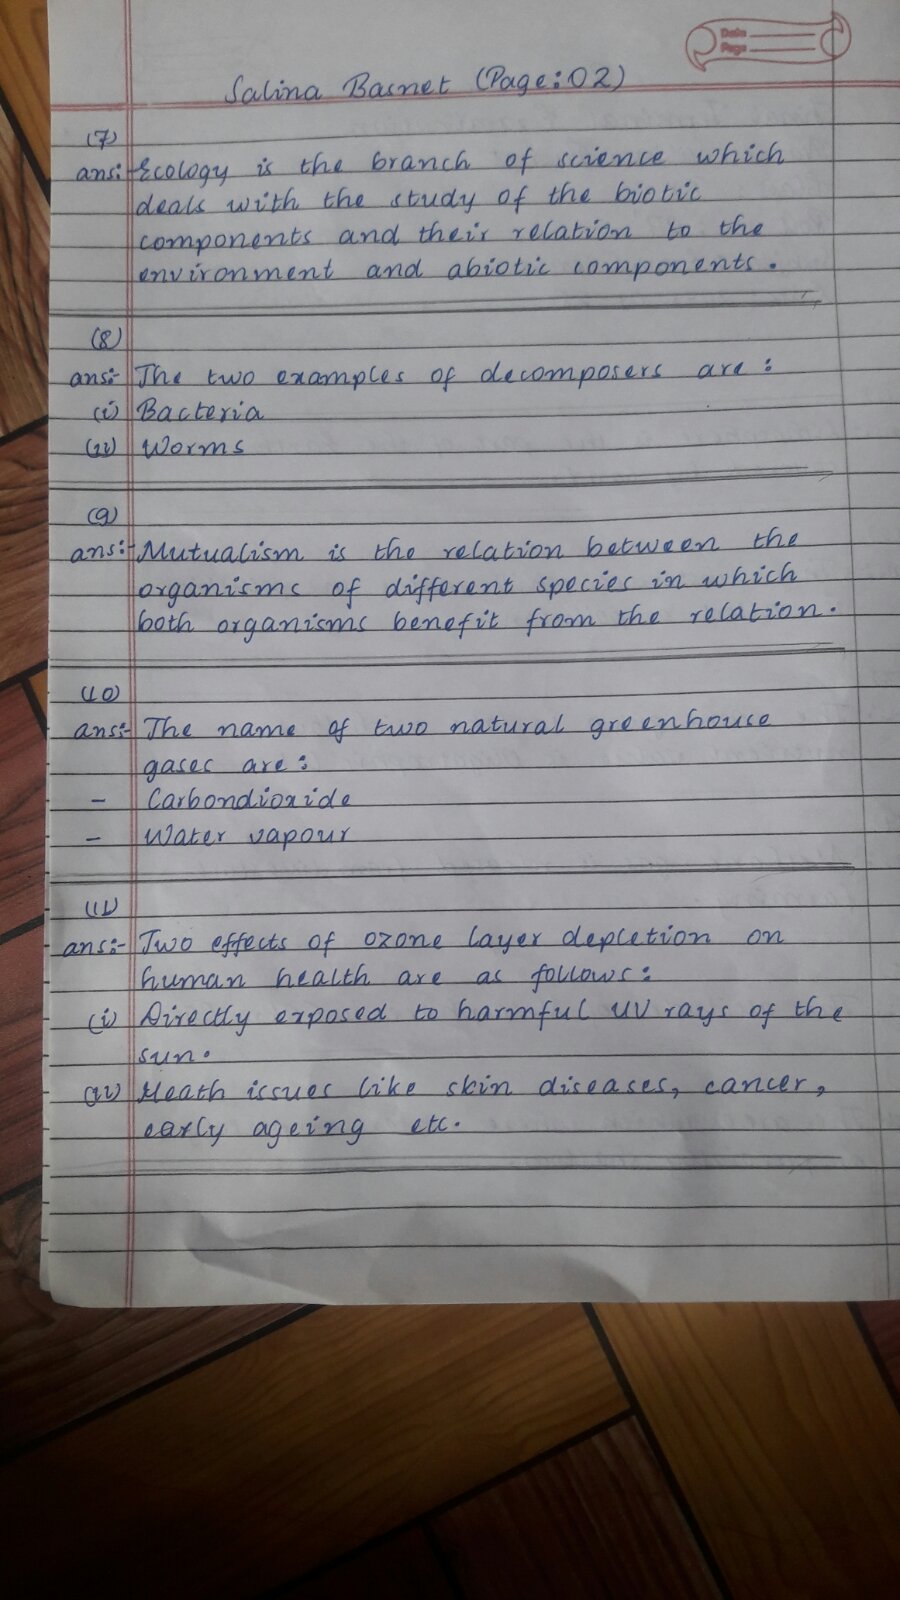 Date
Page
Salina Basnet (Page:02)
(7)
ans:- Ecology is the branch of science which
deals with the study of the biotic
components and their relation to the
environment and abiotic components.
(8)
ans:- The two examples of decomposers are:
(i) Bacteria
(ii) Worms
(9)
ans:- Mutualism is the relation between the
organisms of different species in which
both organisms benefit from the relation.
(10)
ans:- The name of two natural greenhouse
gases are:
- Carbondioxide
- Water vapour
(11)
ans:- Two effects of ozone layer depletion on
human health are as follows:
(i) Directly exposed to harmful UV rays of the
sun.
(ii) Heath issues like skin diseases, cancer,
early ageing etc.